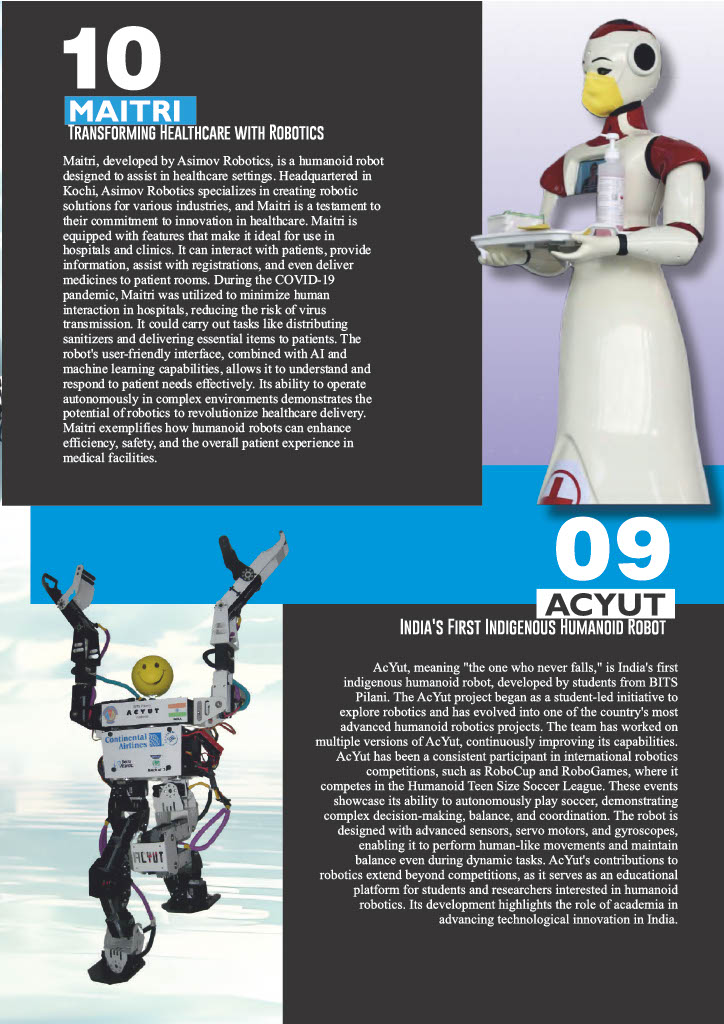 10
MAITRI
Transforming Healthcare with Robotics
Maitri, developed by Asimov Robotics, is a humanoid robot
designed to assist in healthcare settings. Headquartered in
Kochi, Asimov Robotics specializes in creating robotic
solutions for various industries, and Maitri is a testament to
their commitment to innovation in healthcare. Maitri is
equipped with features that make it ideal for use in
hospitals and clinics. It can interact with patients, provide
information, assist with registrations, and even deliver
medicines to patient rooms. During the COVID-19
pandemic, Maitri was utilized to minimize human
interaction in hospitals, reducing the risk of virus
transmission. It could carry out tasks like distributing
sanitizers and delivering essential items to patients. The
robot's user-friendly interface, combined with AI and
machine learning capabilities, allows it to understand and
respond to patient needs effectively. Its ability to operate
autonomously in complex environments demonstrates the
potential of robotics to revolutionize healthcare delivery.
Maitri exemplifies how humanoid robots can enhance
efficiency, safety, and the overall patient experience in
medical facilities.
09
ACYUT
India's First Indigenous Humanoid Robot
AcYut, meaning "the one who never falls," is India's first
indigenous humanoid robot, developed by students from BITS
Pilani. The AcYut project began as a student-led initiative to
explore robotics and has evolved into one of the country's most
advanced humanoid robotics projects. The team has worked on
multiple versions of AcYut, continuously improving its capabilities.
AcYut has been a consistent participant in international robotics
competitions, such as RoboCup and RoboGames, where it
competes in the Humanoid Teen Size Soccer League. These events
showcase its ability to autonomously play soccer, demonstrating
complex decision-making, balance, and coordination. The robot is
designed with advanced sensors, servo motors, and gyroscopes,
enabling it to perform human-like movements and maintain
balance even during dynamic tasks. AcYut's contributions to
robotics extend beyond competitions, as it serves as an educational
platform for students and researchers interested in humanoid
robotics. Its development highlights the role of academia in
advancing technological innovation in India.
ACYUT
Continental
Airlines
ACYUT